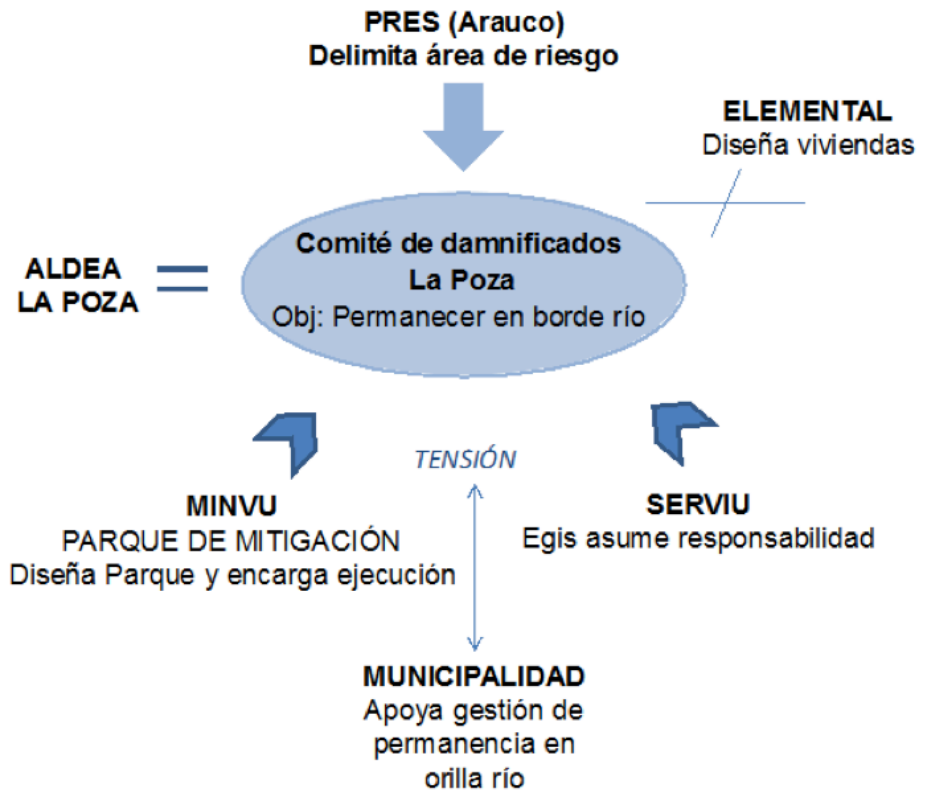 PRES (Arauco)
Delimita área de riesgo
ELEMENTAL
Diseña viviendas
Comité de damnificados
La Poza
Obj: Permanecer en borde río
ALDEA
LA POZA
TENSIÓN
MINVU
PARQUE DE MITIGACIÓN
Diseña Parque y encarga ejecución
SERVIU
Egis asume responsabilidad
MUNICIPALIDAD
Apoya gestión de
permanencia en
orilla río